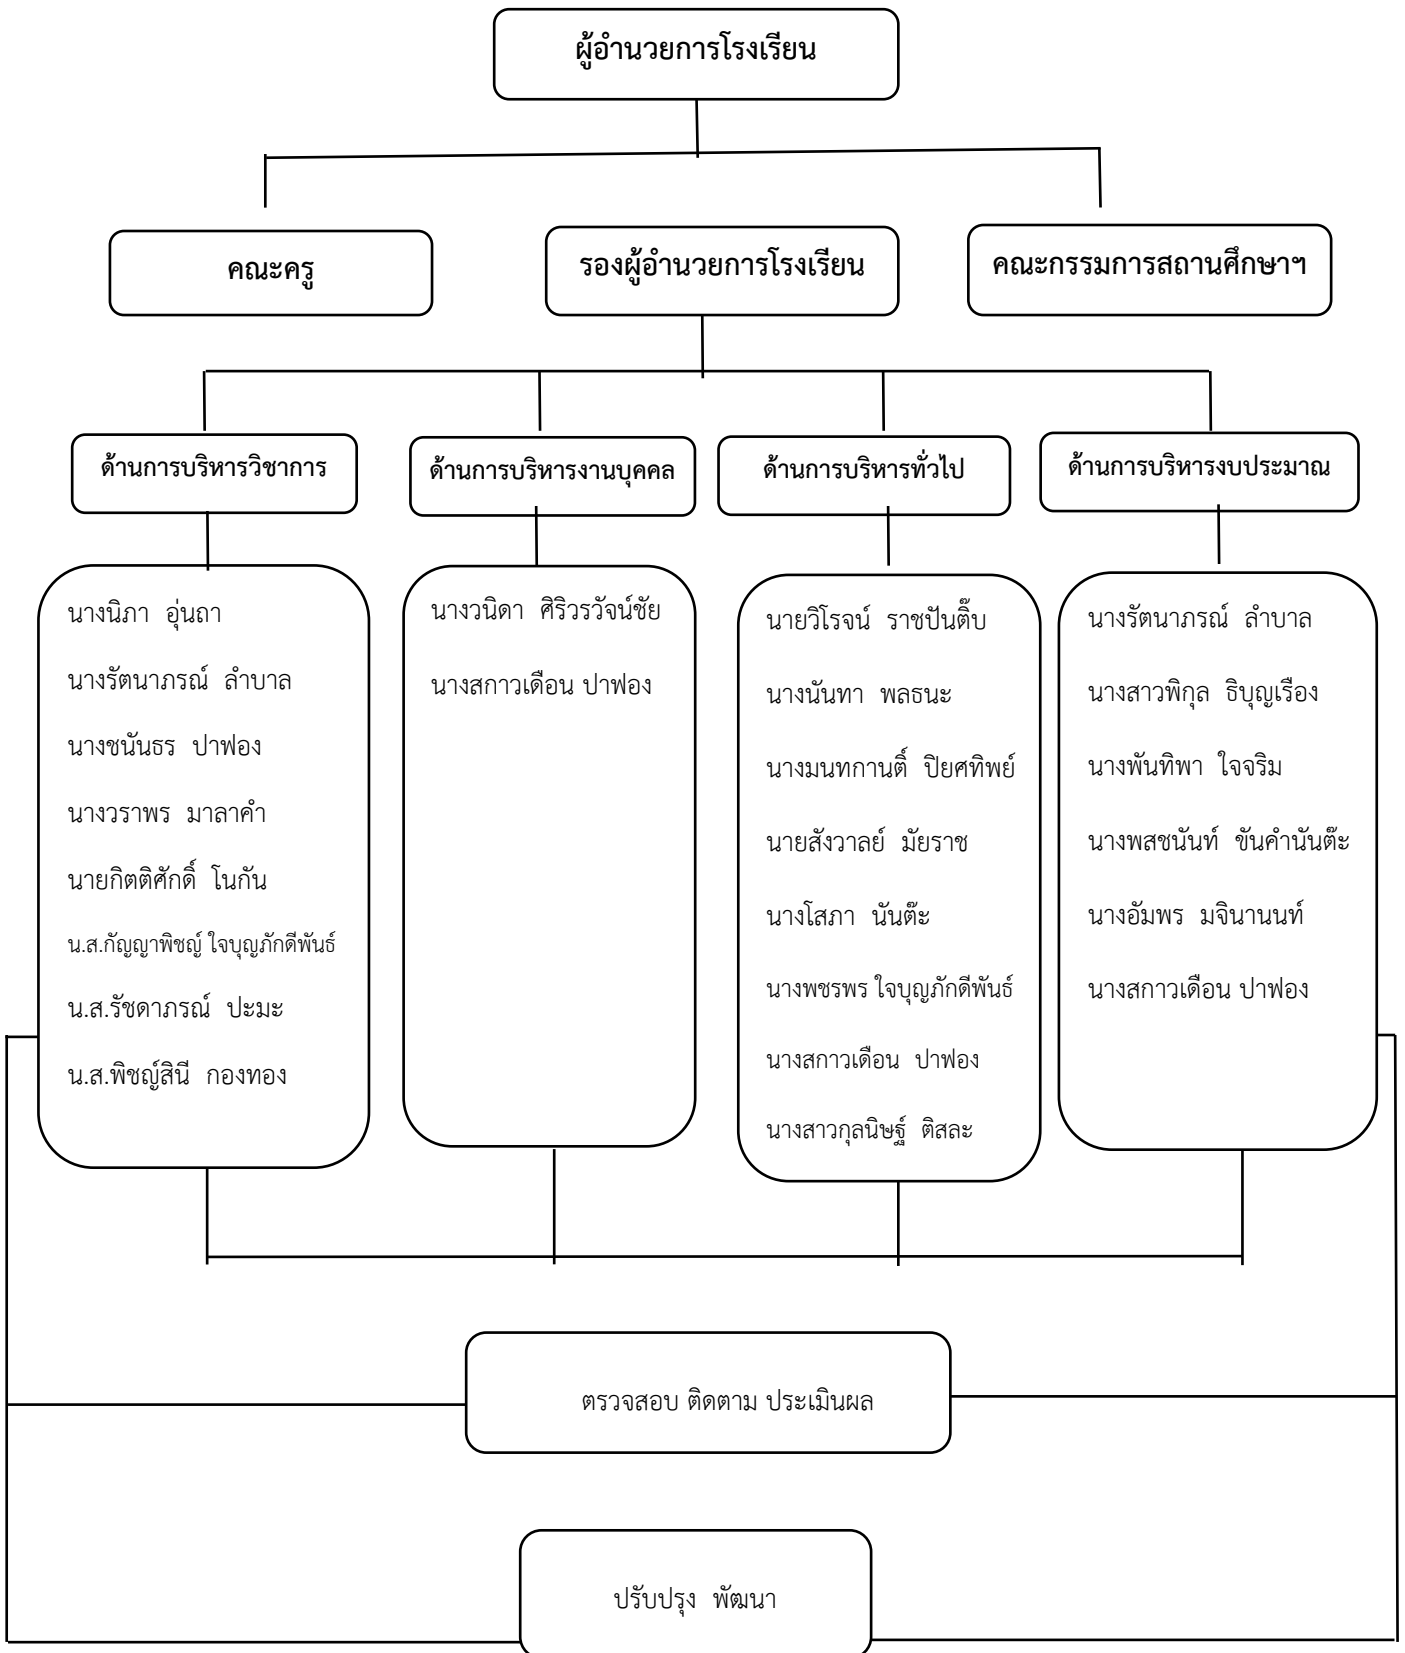 ผู้อำนวยการโรงเรียน
คณะครู
รองผู้อำนวยการโรงเรียน
คณะกรรมการสถานศึกษาฯ
ด้านการบริหารวิชาการ
ด้านการบริหารงานบุคคล
ด้านการบริหารทั่วไป
ด้านการบริหารงบประมาณ
นางนิภา อุ่นถา
นางรัตนาภรณ์ ลำบาล
นางชนันธร ปาฟอง
นางวราพร มาลาคำ
นายกิตติศักดิ์ โนกัน
น.ส.กัญญาพิชญ์ ใจบุญภักดีพันธ์
น.ส.รัชดาภรณ์ ปะมะ
น.ส.พิชญ์สินี กองทอง
นางวนิดา ศิริวรวัจน์ชัย
นางสกาวเดือน ปาฟอง
นายวิโรจน์ ราชปันติ๊บ
นางนันทา พลธนะ
นางมนทกานติ์ ปิยศทิพย์
นายสังวาลย์ มัยราช
นางโสภา นันต๊ะ
นางพชรพร ใจบุญภักดีพันธ์
นางสกาวเดือน ปาฟอง
นางสาวกุลนิษฐ์ ติสละ
นางรัตนาภรณ์ ลำบาล
นางสาวพิกุล ธิบุญเรือง
นางพันทิพา ใจจริม
นางพสชนันท์ ขันคำนันต๊ะ
นางอัมพร มจินานนท์
นางสกาวเดือน ปาฟอง
ตรวจสอบ ติดตาม ประเมินผล
ปรับปรุง พัฒนา